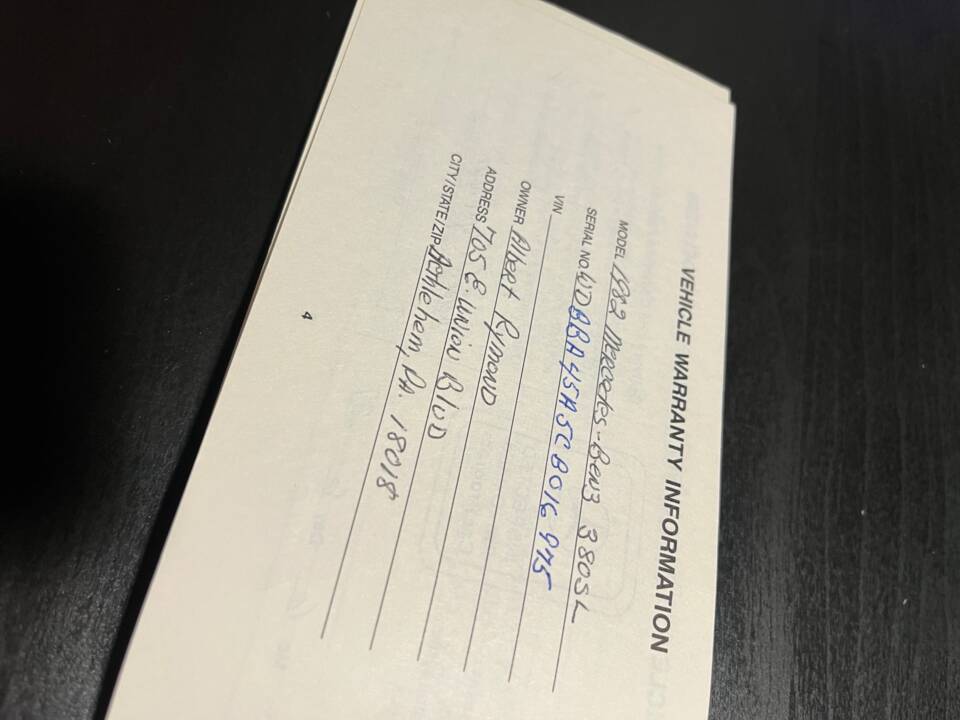 VEHICLE WARRANTY INFORMATION
MODEL 1982 Mercedes-Benz 380SL
SERIAL NO. WDBBA45A5CB016975
VIN
OWNER Albert Rymond
ADDRESS 705 E. Union Blvd
CITY/STATE/ZIP Bethlehem, PA. 18018
4